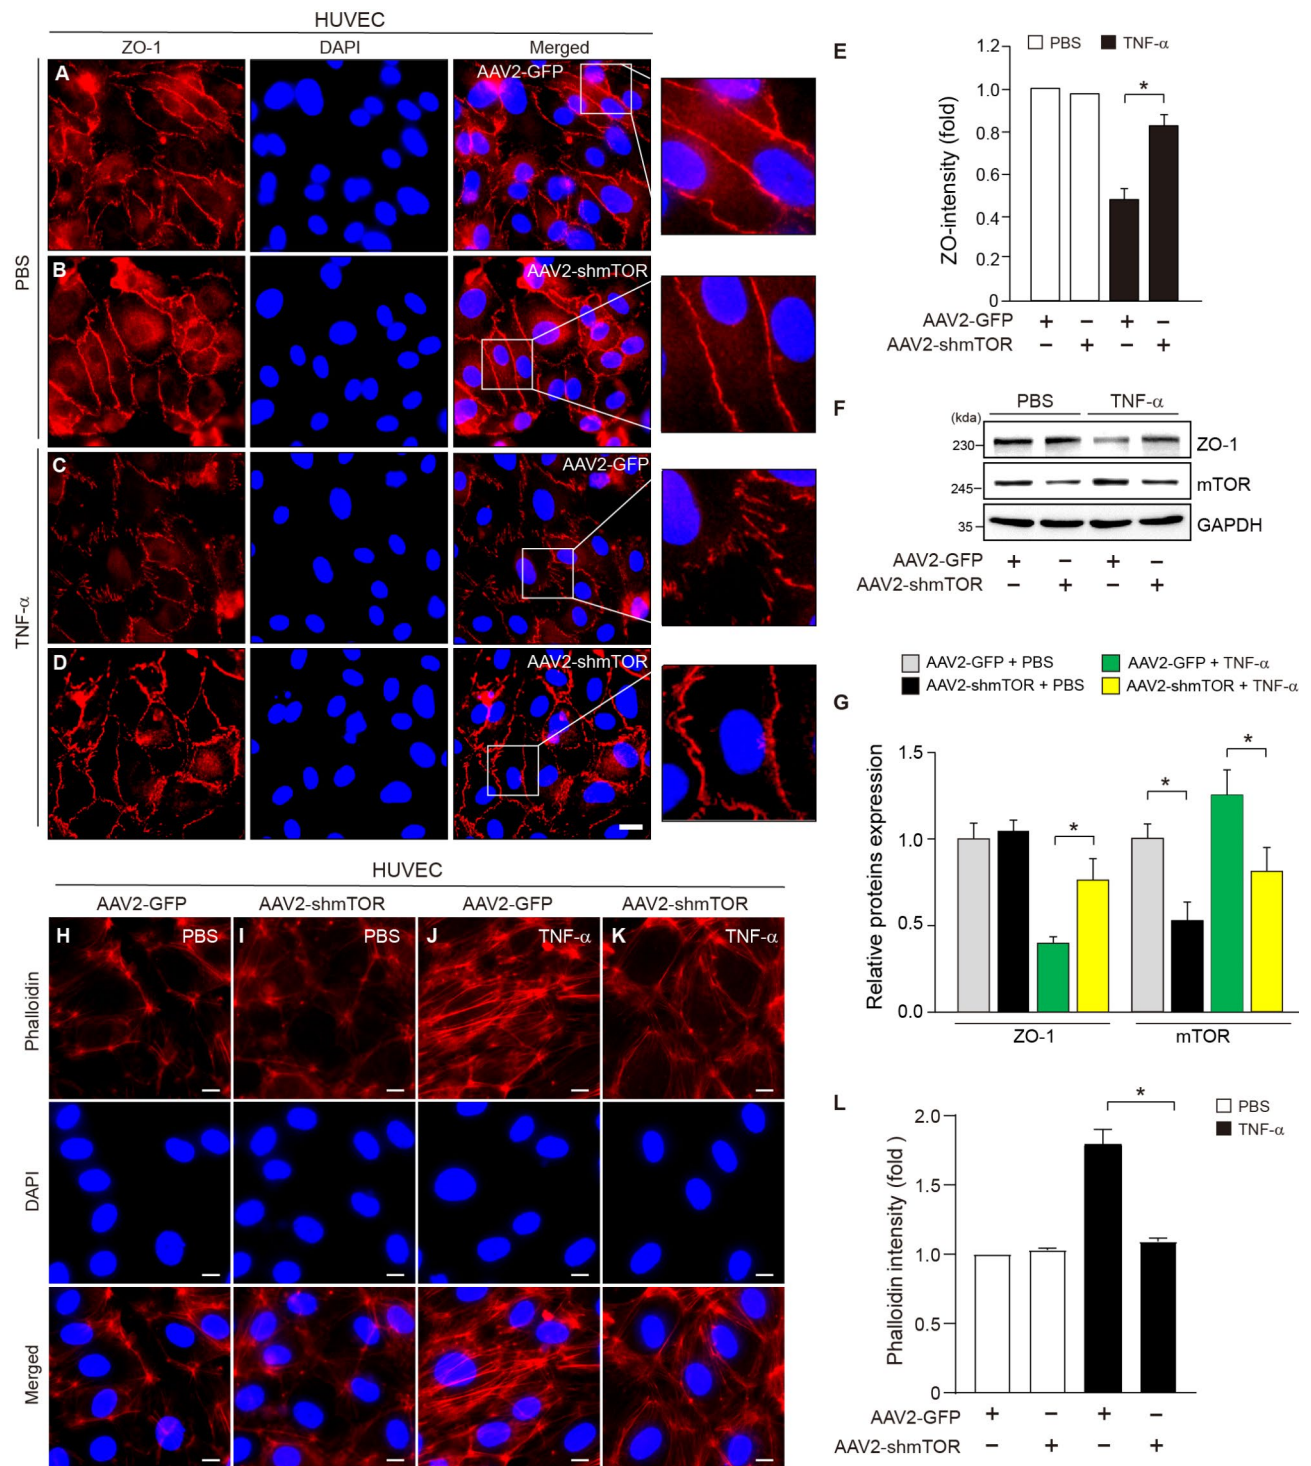 HUVEC
ZO-1 DAPI Merged
PBS
A AAV2-GFP
B AAV2-shmTOR
TNF-α
C AAV2-GFP
D AAV2-shmTOR
E
PBS TNF-α
ZO-intensity (fold)
1.2
1.0
0.8
0.6
0.4
0.2
0
*
AAV2-GFP + − + −
AAV2-shmTOR − + − +
F
PBS TNF-α
(kda)
230 ZO-1
245 mTOR
35 GAPDH
AAV2-GFP + − + −
AAV2-shmTOR − + − +
AAV2-GFP + PBS AAV2-GFP + TNF-α
AAV2-shmTOR + PBS AAV2-shmTOR + TNF-α
G
Relative proteins expression
1.5
1.0
0.5
0.0
* * *
ZO-1 mTOR
HUVEC
AAV2-GFP AAV2-shmTOR AAV2-GFP AAV2-shmTOR
H PBS I PBS J TNF-α K TNF-α
Phalloidin
DAPI
Merged
L
PBS
TNF-α
Phalloidin intensity (fold )
2.0
1.5
1.0
0.5
0
*
AAV2-GFP + − + −
AAV2-shmTOR − + − +